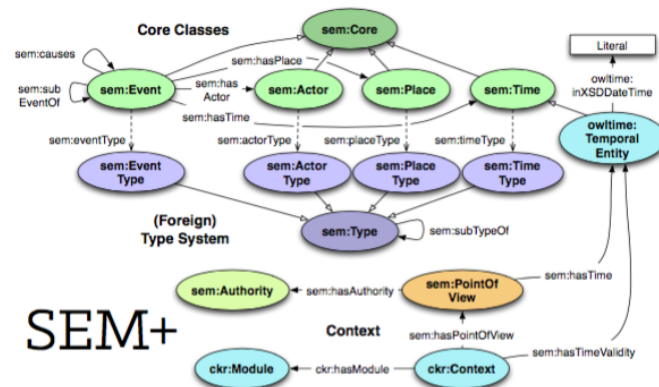 Core Classes
sem:Core
Literal
sem:causes
sem:hasPlace
owltime:
inXSDDateTime
sem:sub
EventOf
sem:Event
sem:has
Actor
sem:Actor
sem:Place
sem:Time
sem:hasTime
owltime:
Temporal
Entity
sem:eventType
sem:actorType
sem:placeType
sem:timeType
sem:Event
Type
sem:Actor
Type
sem:Place
Type
sem:Time
Type
(Foreign)
Type System
sem:Type
sem:subTypeOf
sem:hasTime
sem:Authority
sem:hasAuthority
sem:PointOf
View
SEM+
Context
sem:hasPointOfView
sem:hasTimeValidity
ckr:Module
ckr:hasModule
ckr:Context